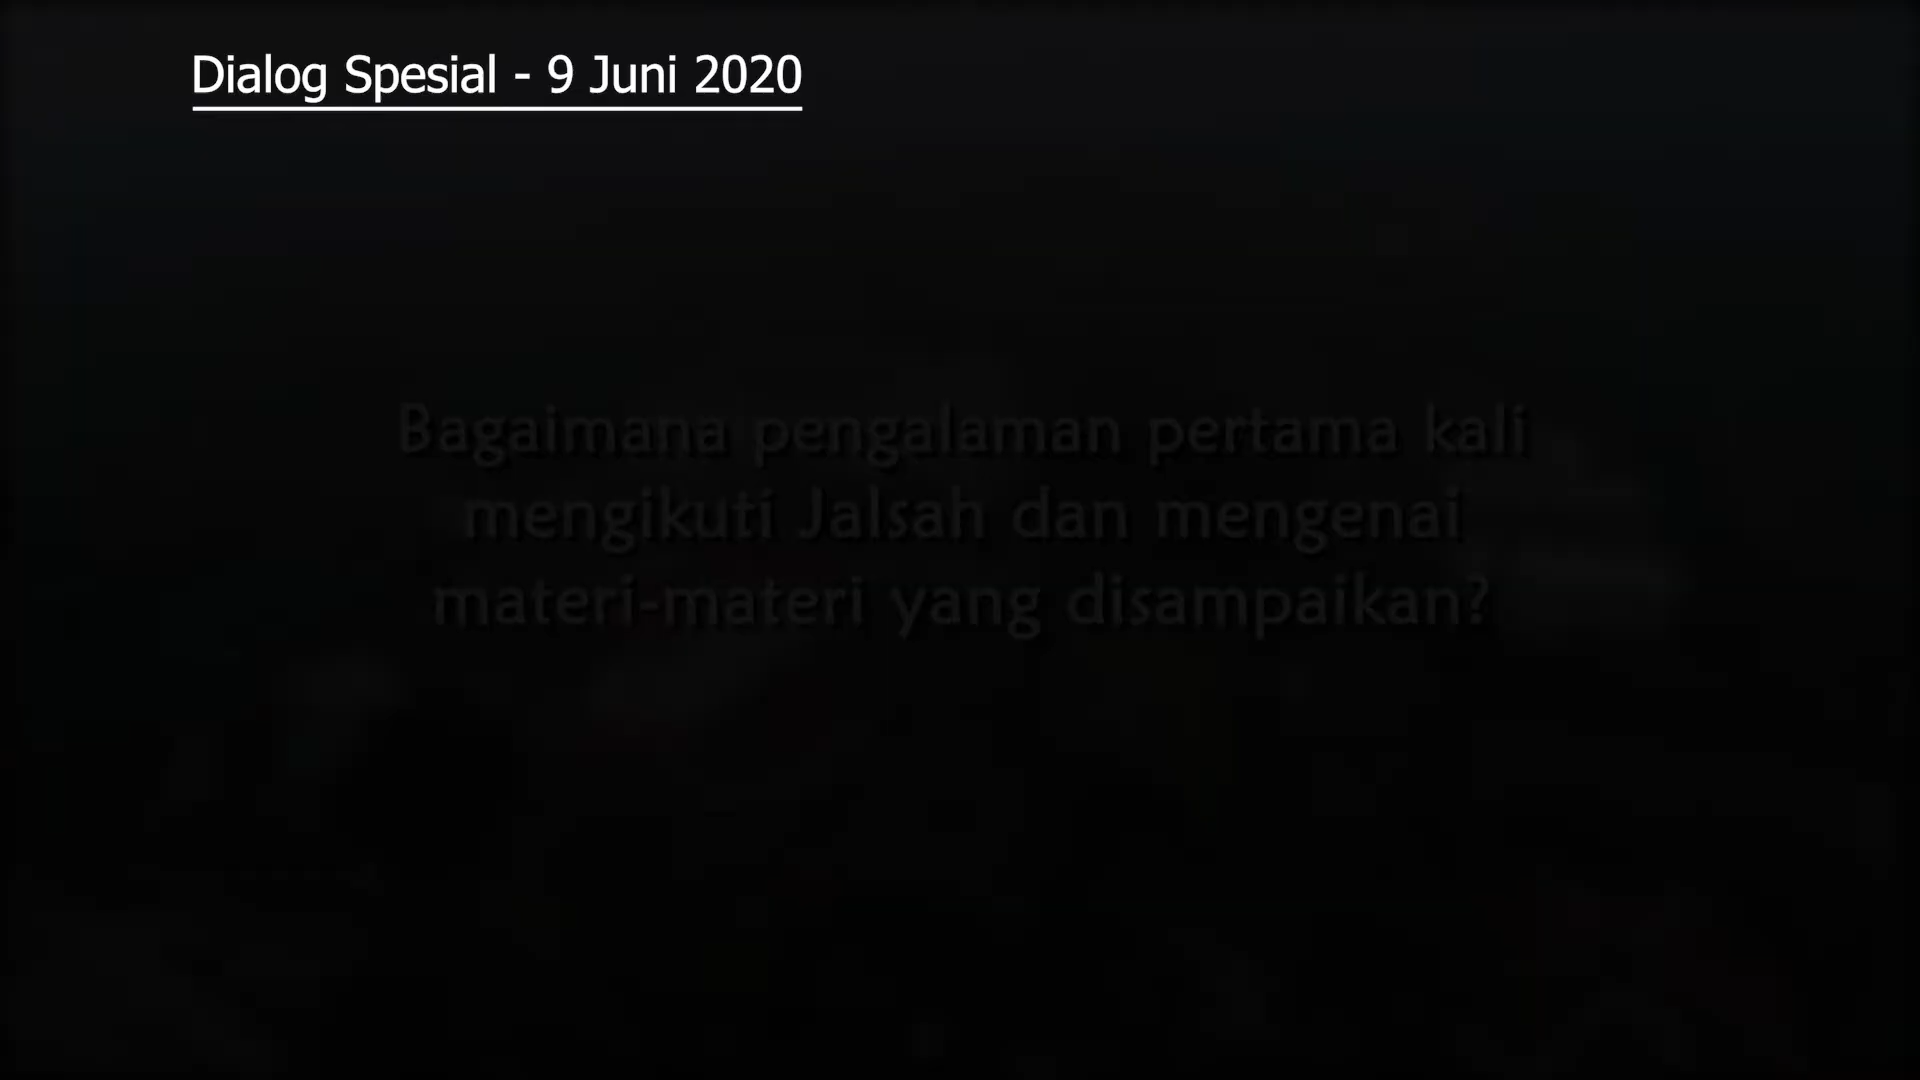 Dialog Spesial - 9 Juni 2020
Bagaimana pengalaman pertama kali
mengikuti Jalsah dan mengenai
materi-materi yang disampaikan?